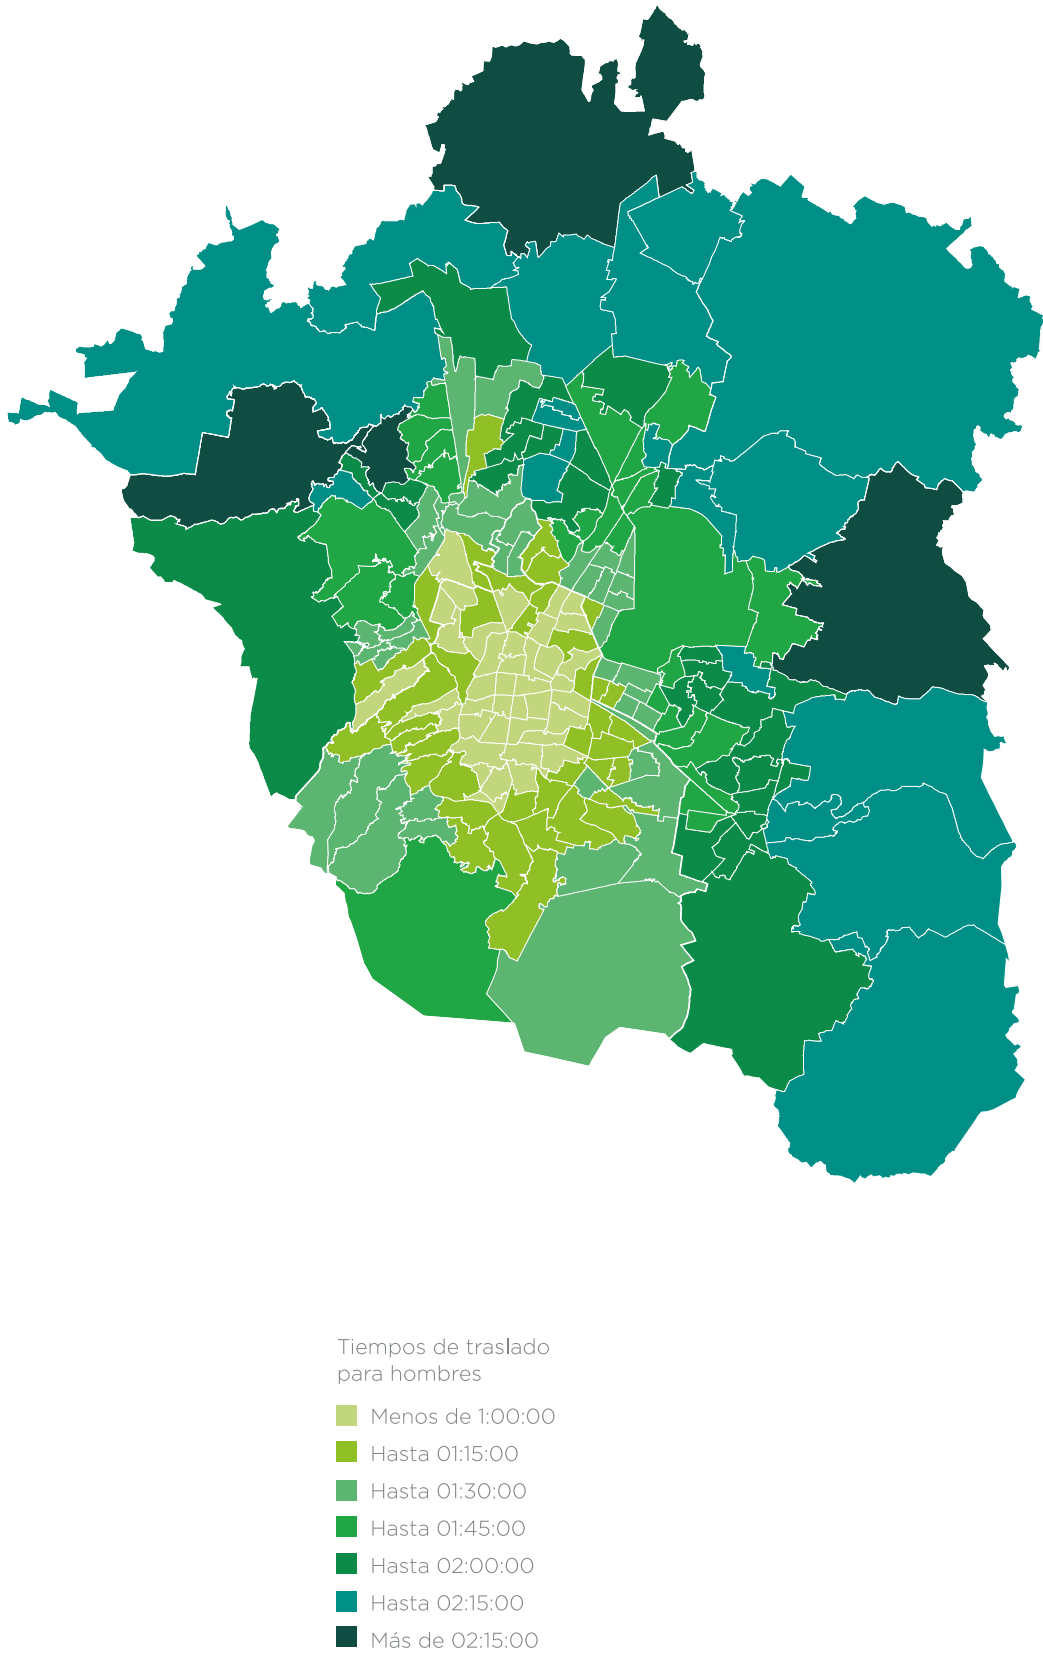 Tiempos de traslado
para hombres
Menos de 1:00:00
Hasta 01:15:00
Hasta 01:30:00
Hasta 01:45:00
Hasta 02:00:00
Hasta 02:15:00
Más de 02:15:00